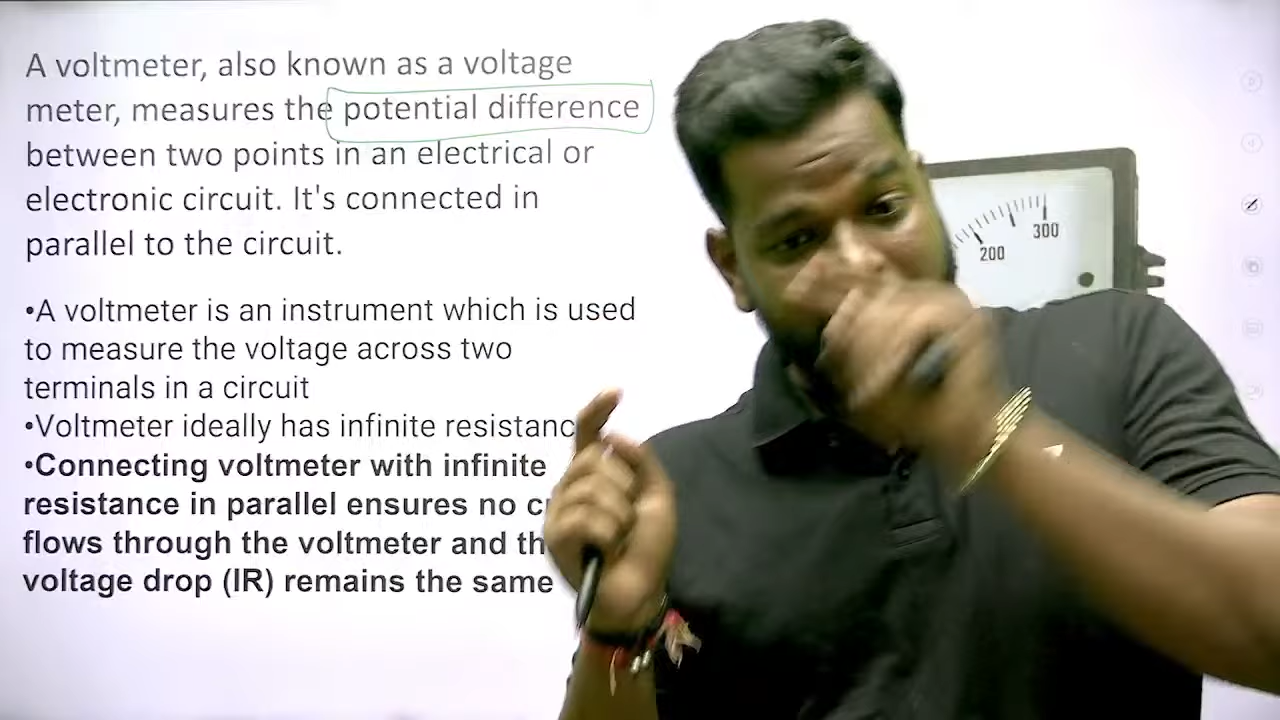 A voltmeter, also known as a voltage
meter, measures the potential difference
between two points in an electrical or
electronic circuit. It's connected in
parallel to the circuit.
•A voltmeter is an instrument which is used
to measure the voltage across two
terminals in a circuit
•Voltmeter ideally has infinite
•Connecting voltmeter with infinite
resistance in parallel ensures no
flows through the voltmeter and
voltage drop (IR) remains the same
200
300